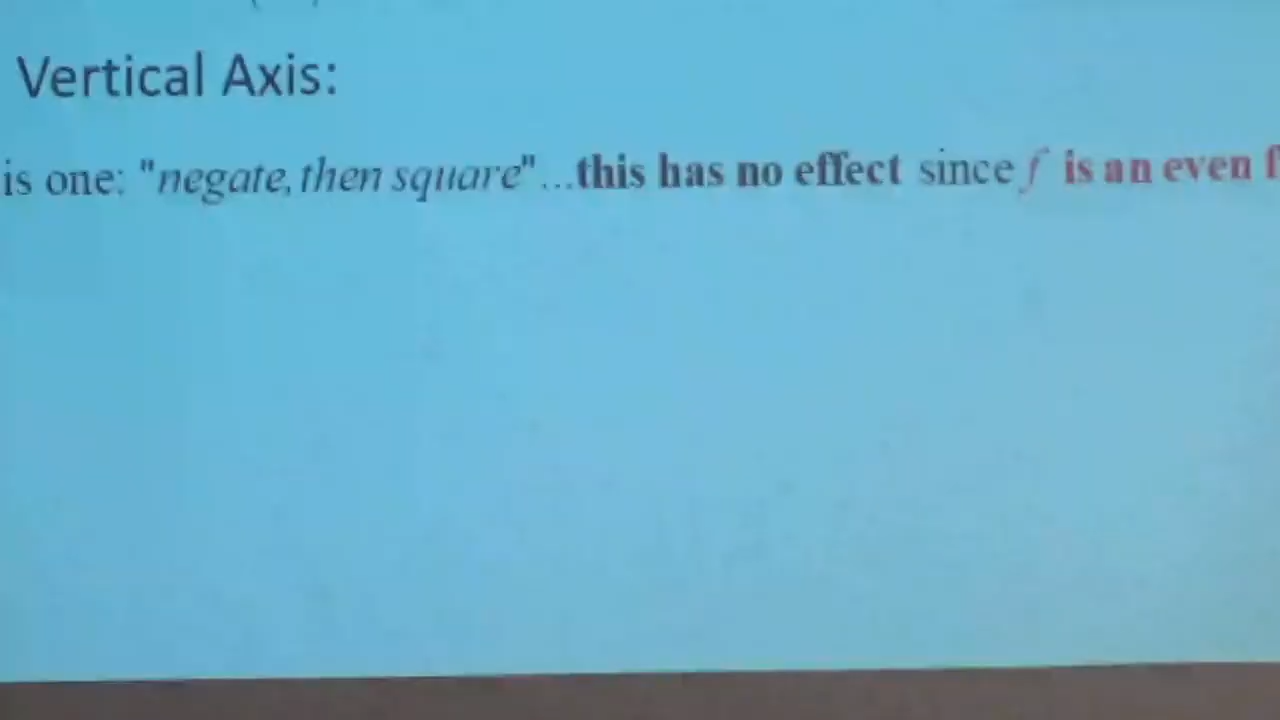 Vertical Axis:
is one: "negate, then square"...this has no effect since f is an even f